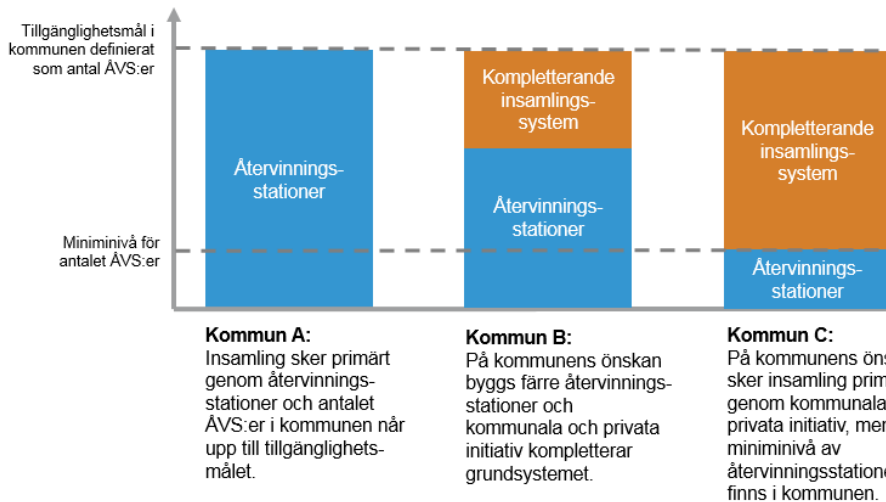 Tillgänglighetsmål i
kommunen definierat
som antal ÅVS:er
Återvinnings-
stationer
Kompletterande
insamlings-
system
Återvinnings-
stationer
Kompletterande
insamlings-
system
Miniminivå för
antalet ÅVS:er
Återvinnings-
stationer
Kommun A:
Insamling sker primärt
genom återvinnings-
stationer och antalet
ÅVS:er i kommunen når
upp till tillgänglighets-
målet.
Kommun B:
På kommunens önskan
byggs färre återvinnings-
stationer och
kommunala och privata
initiativ kompletterar
grundsystemet.
Kommun C:
På kommunens
sker insamling
genom kommunala
privata initiativ,
miniminivå av
finns i kommunen.